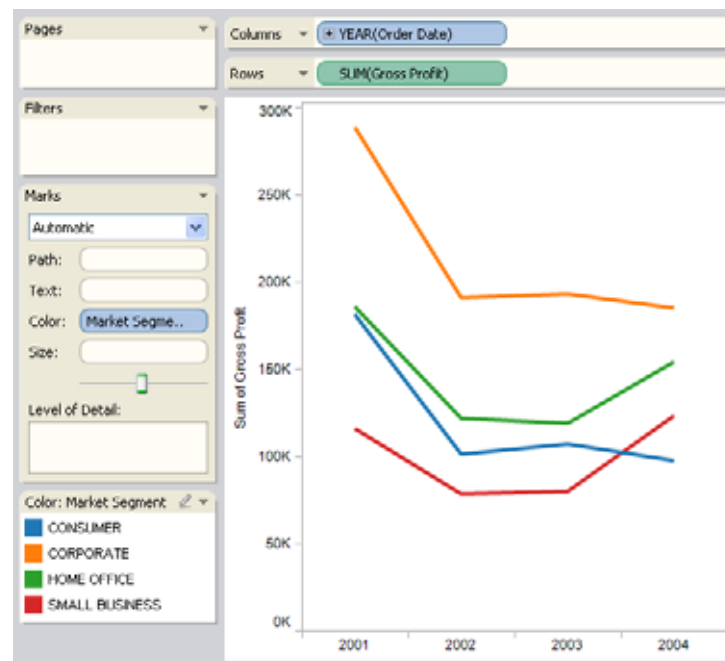 Pages
Columns
+ YEAR(Order Date)
Rows
SUM(Gross Profit)
Filters
Marks
Automatic
Path:
Text:
Color: Market Segme..
Size:
Level of Detail:
Color: Market Segment
CONSUMER
CORPORATE
HOME OFFICE
SMALL BUSINESS
Sum of Gross Profit
300K
250K
200K
150K
100K
50K
0K
2001 2002 2003 2004